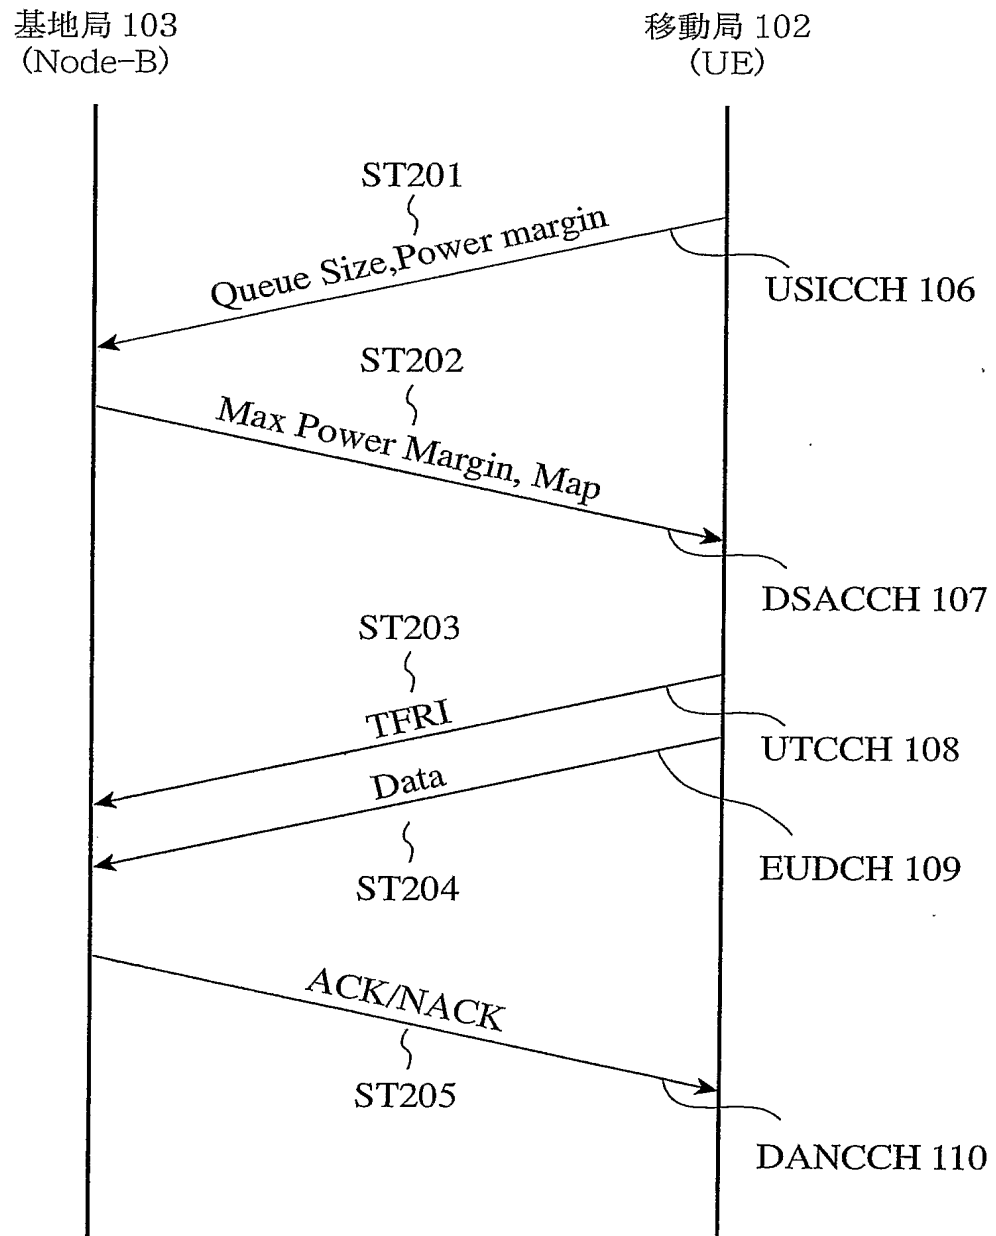 基地局 103
(Node-B)
移動局 102
(UE)
ST201
Queue Size,Power margin
USICCH 106
ST202
Max Power Margin, Map
DSACCH 107
ST203
TFRI
UTCCH 108
Data
EUDCH 109
ST204
ACK/NACK
ST205
DANCCH 110